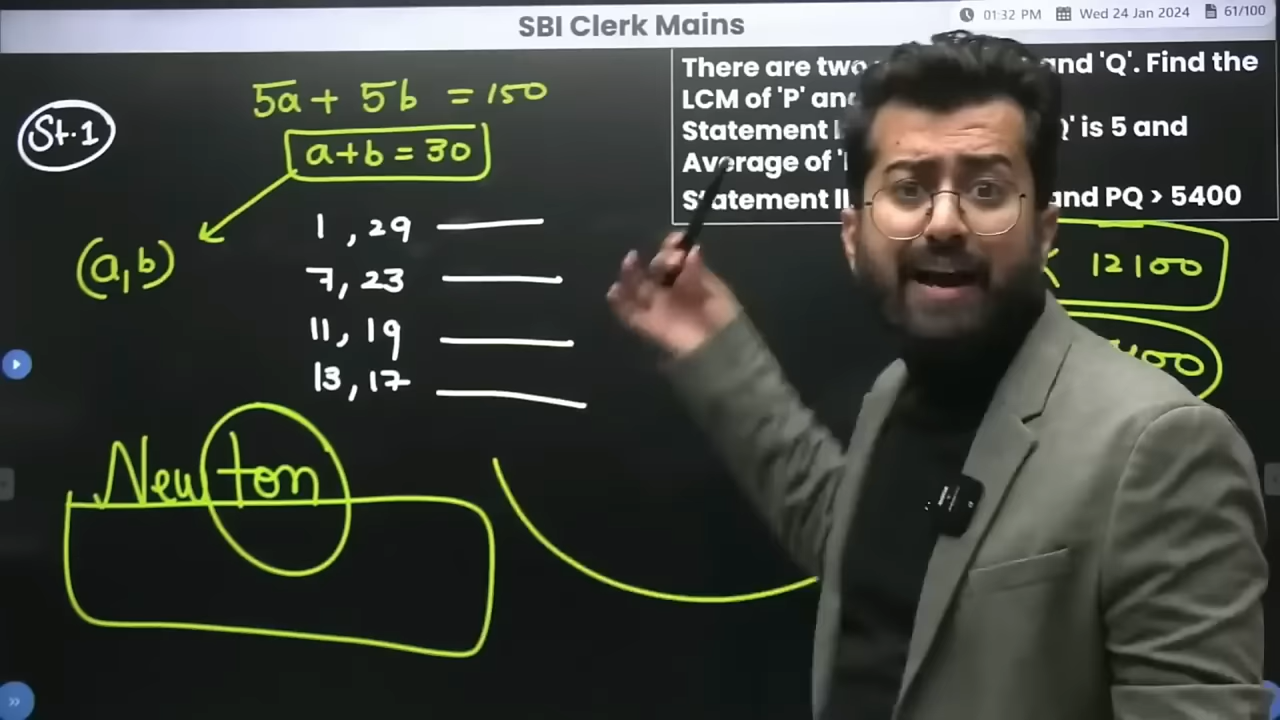 SBI Clerk Mains
01:32 PM Wed 24 Jan 2024 61/100
There are two and 'Q'. Find the
LCM of 'P' and
Statement I Q' is 5 and
Average of
Statement II and PQ > 5400
St. 1
5a + 5b = 150
a+b = 30
(a,b)
1, 29
7, 23
11, 19
13, 17
< 12100
Newton